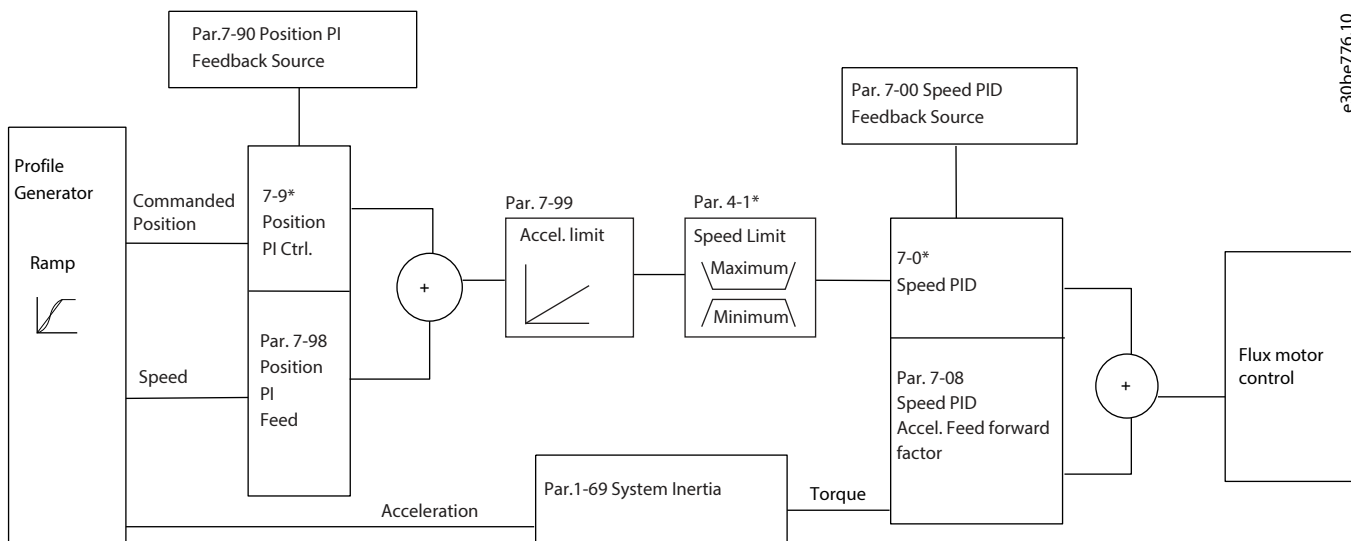 Par.7-90 Position PI
Feedback Source
e30be776.10
Par. 7-00 Speed PID
Feedback Source
Profile
Generator
Ramp
Commanded
Position
Speed
Acceleration
7-9*
Position
PI Ctrl.
Par. 7-98
Position
PI
Feed
+
Par. 7-99
Accel. limit
Par. 4-1*
Speed Limit
Maximum
Minimum
Par.1-69 System Inertia
Torque
7-0*
Speed PID
Par. 7-08
Speed PID
Accel. Feed forward
factor
+
Flux motor
control